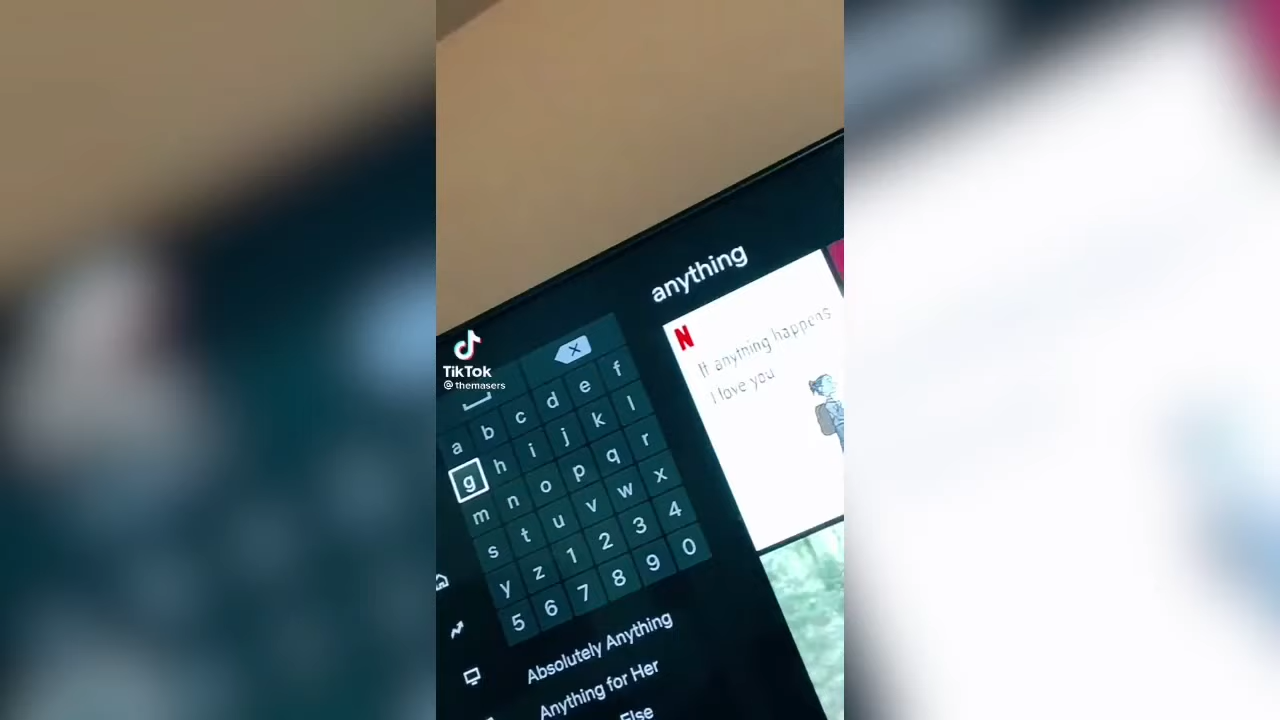 anything
N
If anything happens
I love you
TikTok
@themasers
a b c d e f
g h i j k l
m n o p q r
s t u v w x
y z 1 2 3 4
5 6 7 8 9 0
Absolutely Anything
Anything for Her
Else